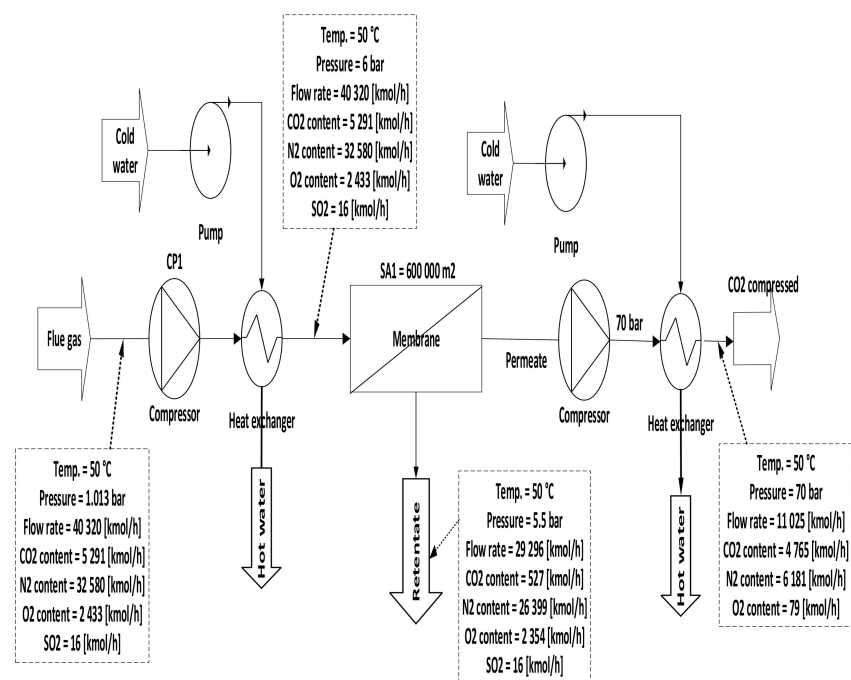 Temp. = 50 °C
Pressure = 6 bar
Flow rate = 40 320 [kmol/h]
CO2 content = 5 291 [kmol/h]
N2 content = 32 580 [kmol/h]
O2 content = 2 433 [kmol/h]
SO2 = 16 [kmol/h]
Cold
water
Pump
Cold
water
Pump
CP1
SA1 = 600 000 m2
CO2 compressed
Flue gas
Compressor
Heat exchanger
Membrane
Permeate
Compressor
70 bar
Heat exchanger
Hot water
Retentate
Hot water
Temp. = 50 °C
Pressure = 1.013 bar
Flow rate = 40 320 [kmol/h]
CO2 content = 5 291 [kmol/h]
N2 content = 32 580 [kmol/h]
O2 content = 2 433 [kmol/h]
SO2 = 16 [kmol/h]
Temp. = 50 °C
Pressure = 5.5 bar
Flow rate = 29 296 [kmol/h]
CO2 content = 527 [kmol/h]
N2 content = 26 399 [kmol/h]
O2 content = 2 354 [kmol/h]
SO2 = 16 [kmol/h]
Temp. = 50 °C
Pressure = 70 bar
Flow rate = 11 025 [kmol/h]
CO2 content = 4 765 [kmol/h]
N2 content = 6 181 [kmol/h]
O2 content = 79 [kmol/h]